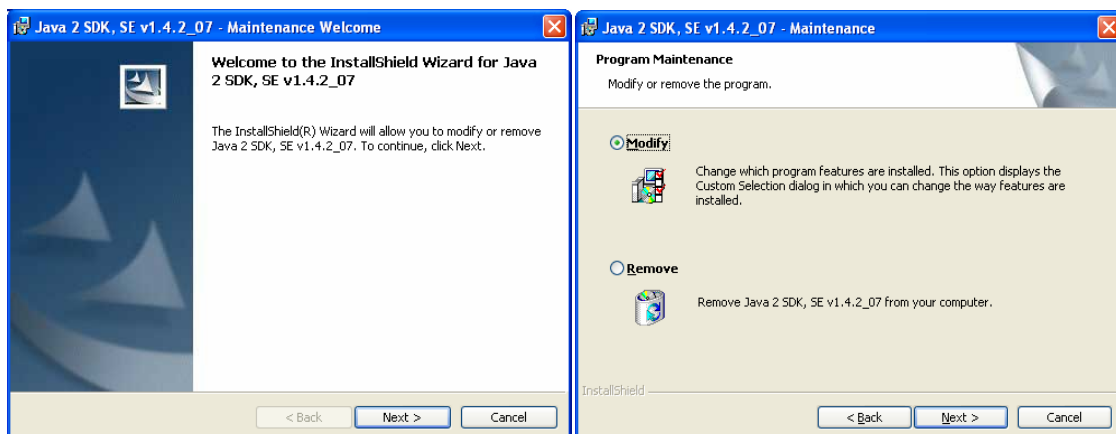 Java 2 SDK, SE v1.4.2_07 - Maintenance Welcome
Welcome to the InstallShield Wizard for Java
2 SDK, SE v1.4.2_07
The InstallShield(R) Wizard will allow you to modify or remove
Java 2 SDK, SE v1.4.2_07. To continue, click Next.
< Back Next > Cancel
Java 2 SDK, SE v1.4.2_07 - Maintenance
Program Maintenance
Modify or remove the program.
Modify
Change which program features are installed. This option displays the
Custom Selection dialog in which you can change the way features are
installed.
Remove
Remove Java 2 SDK, SE v1.4.2_07 from your computer.
InstallShield
< Back Next > Cancel